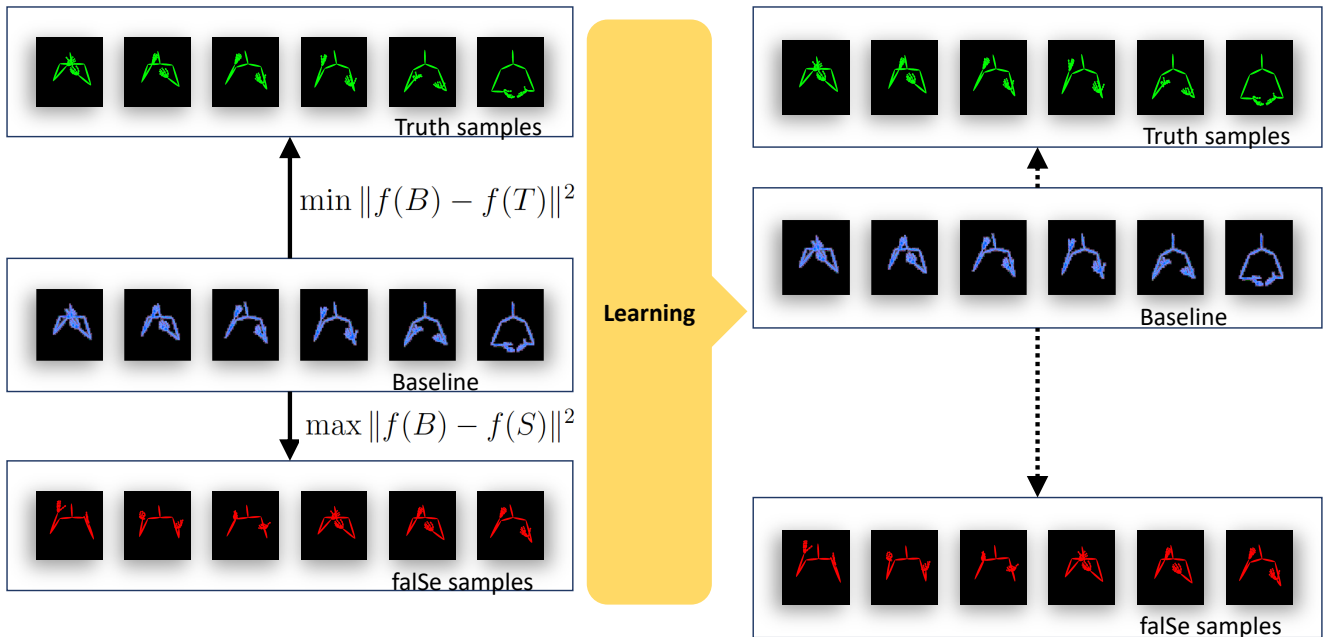 Truth samples
min ‖f(B) − f(T)‖²
Baseline
max ‖f(B) − f(S)‖²
falSe samples
Learning
Truth samples
Baseline
falSe samples